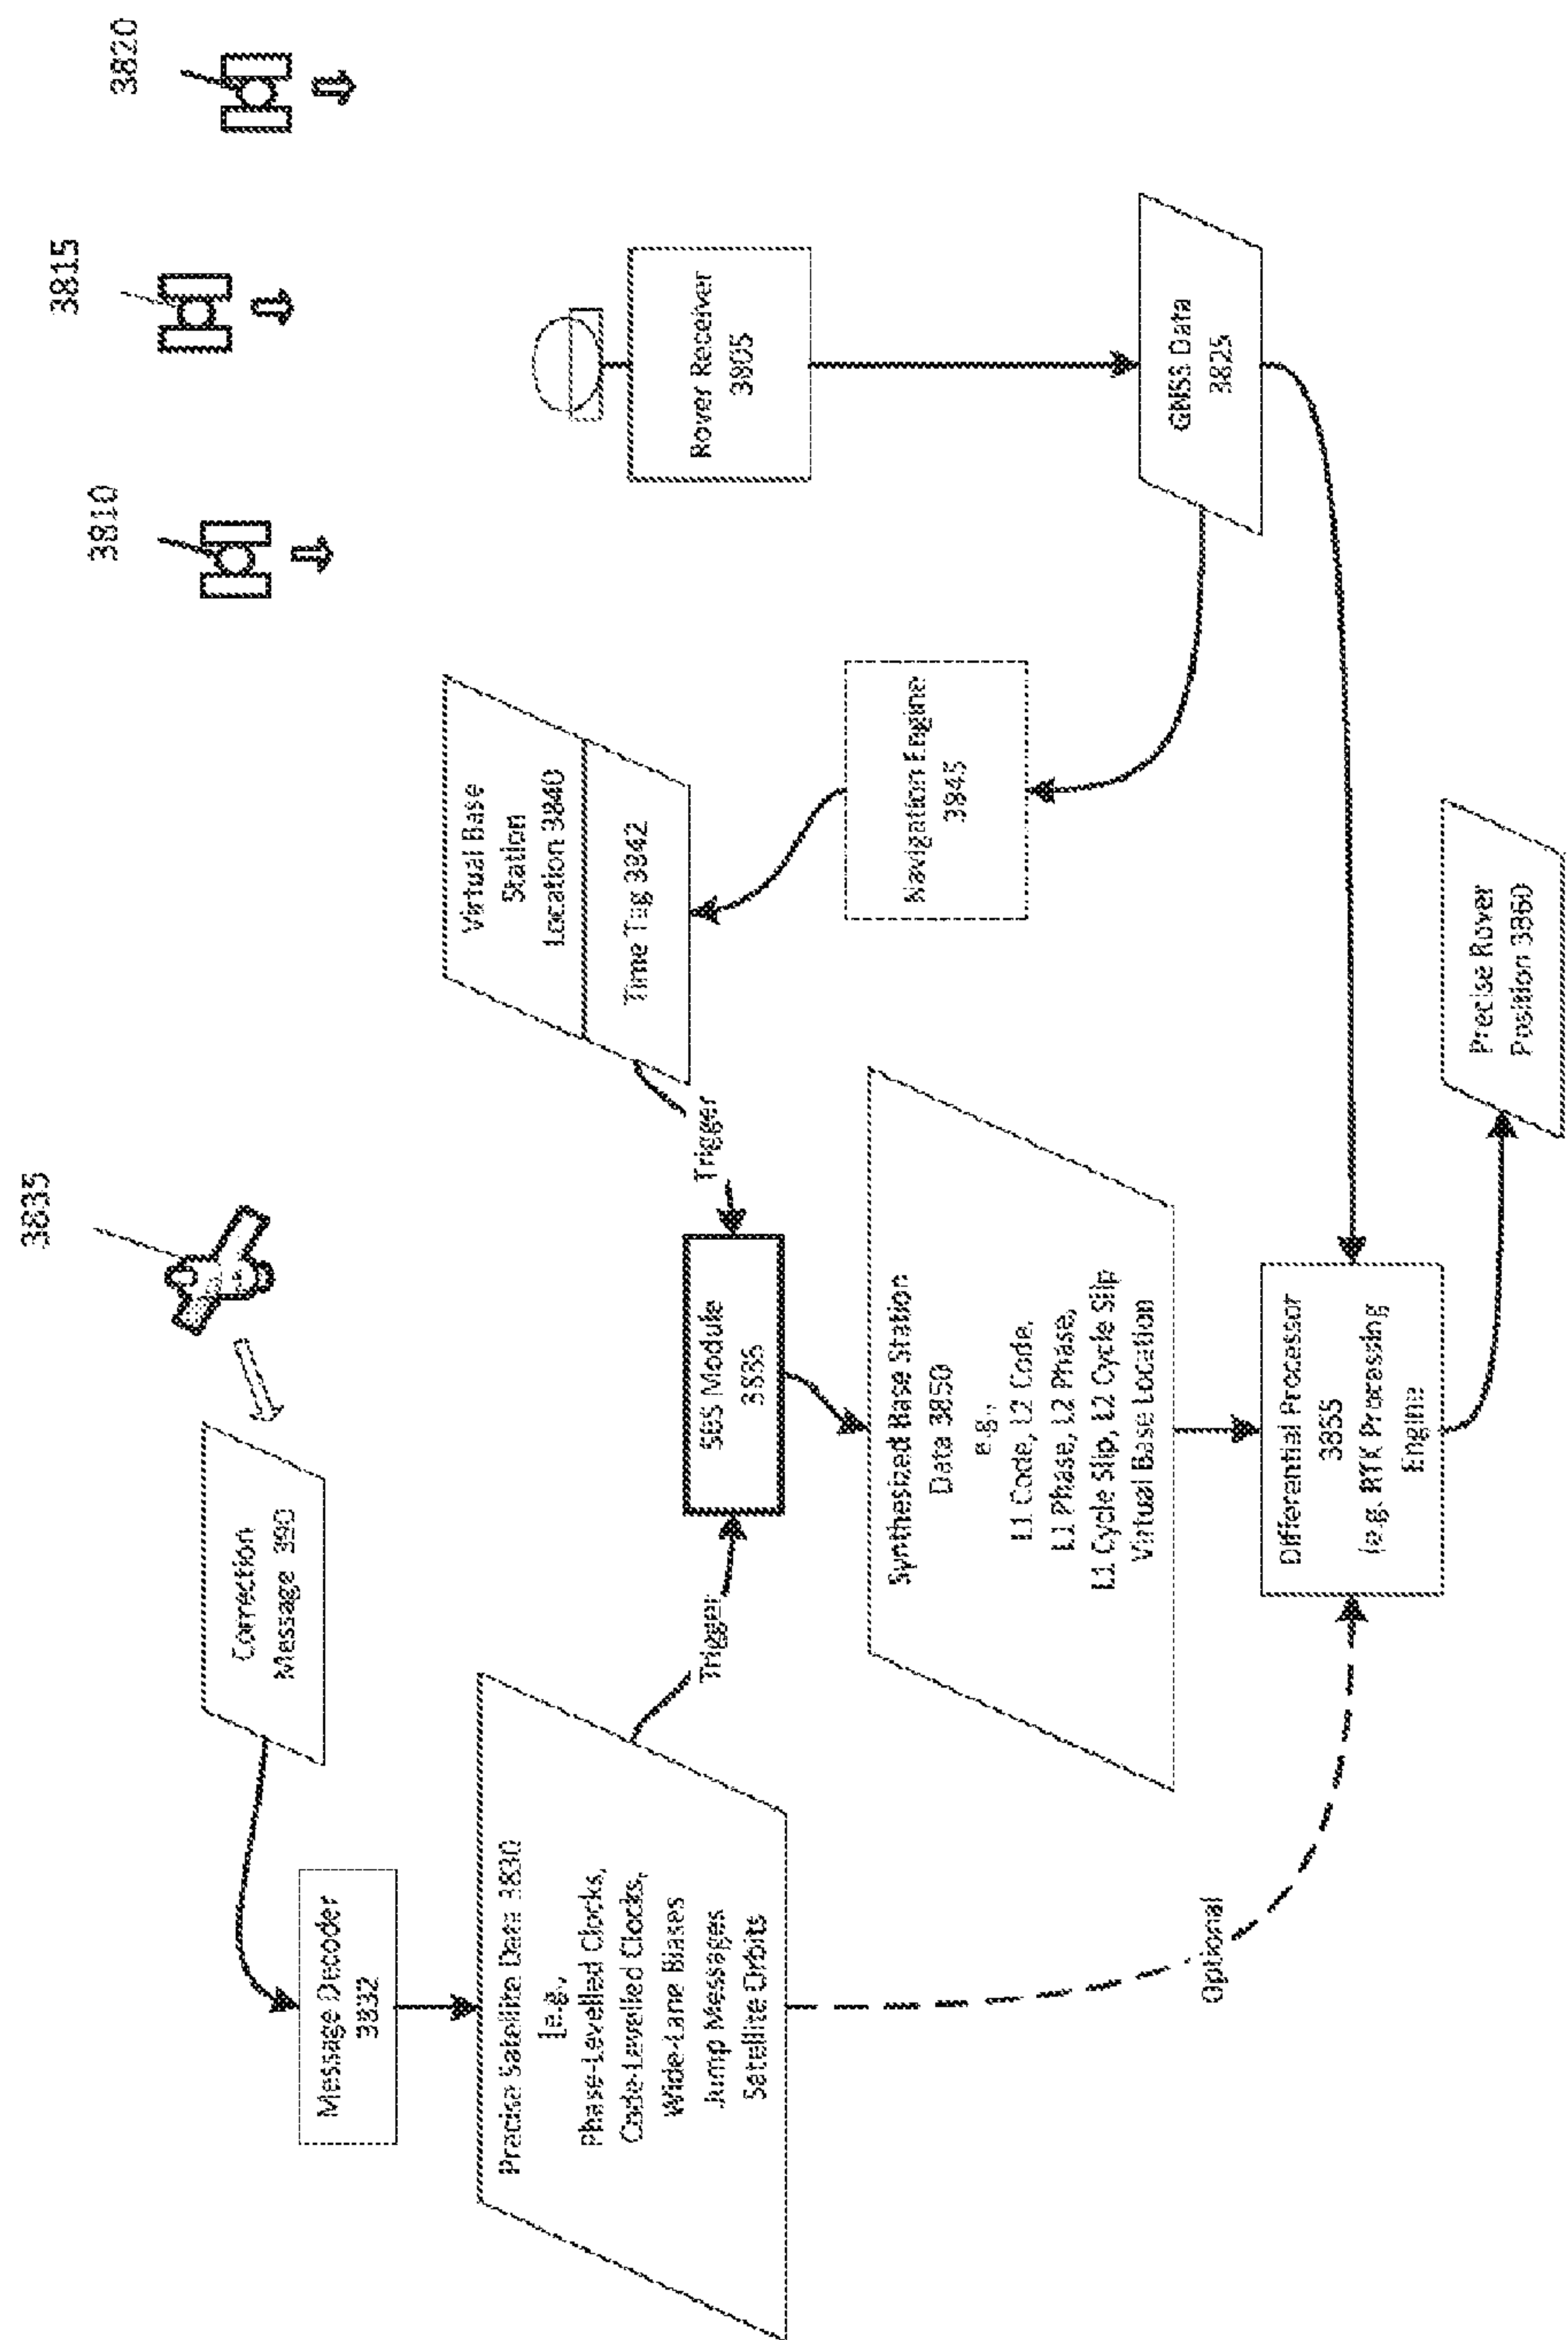 3835
3810
3815
3820
Correction
Message 390
Message Decoder
3832
Precise Satellite Data 3830
(e.g.,
Phase-Levelled Clocks,
Code-Levelled Clocks,
Wide-Lane Biases
Jump Messages
Satellite Orbits
Trigger
SBS Module
3835
Trigger
Virtual Base
Station
Location 3840
Time Tag 3842
Navigation Engine
3845
Rover Receiver
3805
GNSS Data
3825
Synthesized Base Station
Data 3850
e.g.,
L1 Code, L2 Code,
L1 Phase, L2 Phase,
L1 Cycle Slip, L2 Cycle Slip
Virtual Base Location
Optional
Differential Processor
3855
(e.g. RTK Processing
Engine
Precise Rover
Position 3860